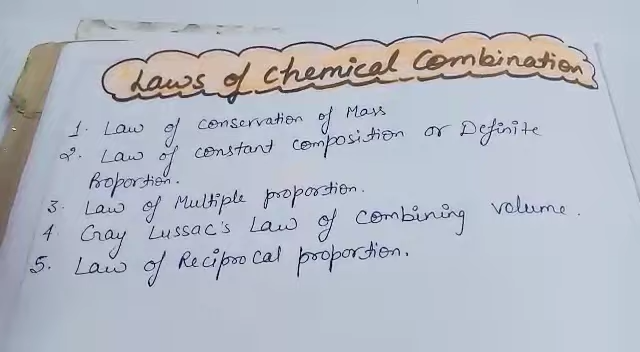 Laws of Chemical Combination
1. Law of conservation of Mass
2. Law of constant composition or Definite
Proportion.
3. Law of Multiple proportion.
4. Gray Lussac's Law of Combining volume.
5. Law of Reciprocal proportion.